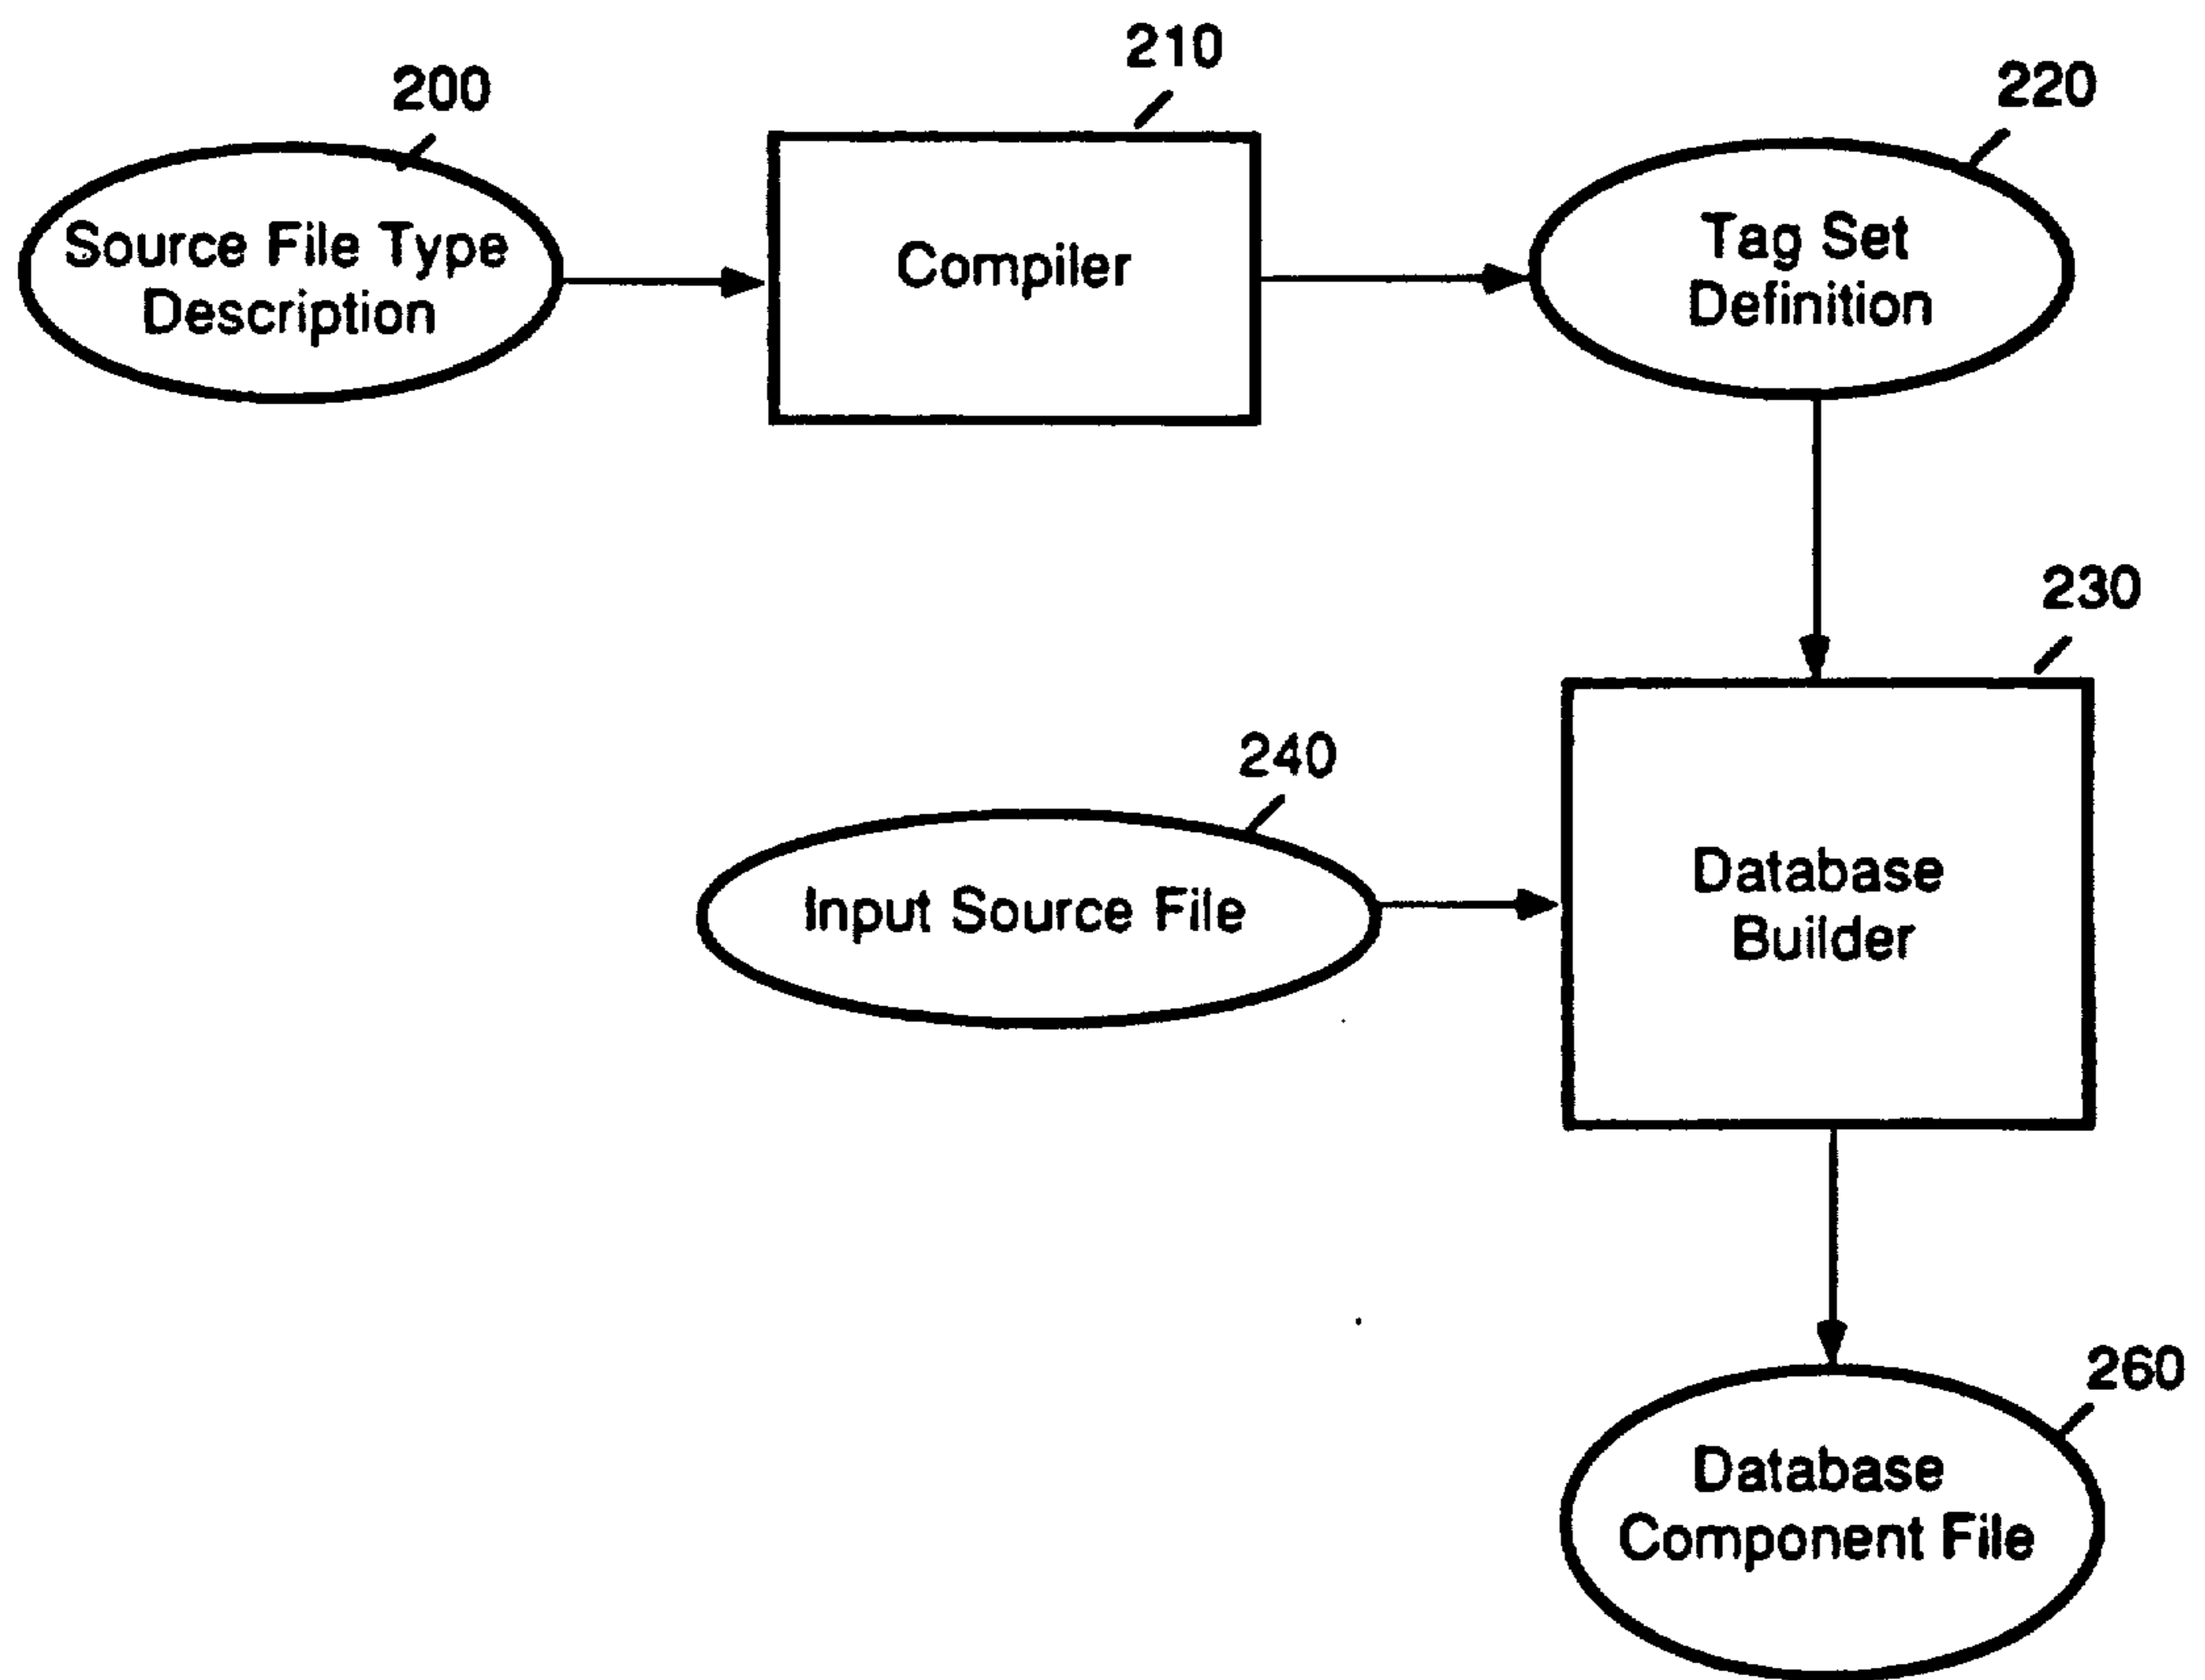 200
210
220
Source File Type
Description
Compiler
Tag Set
Definition
230
240
Input Source File
Database
Builder
260
Database
Component File